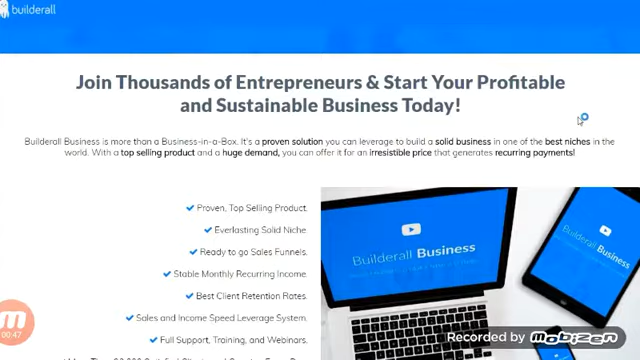 builderall
Join Thousands of Entrepreneurs & Start Your Profitable
and Sustainable Business Today!
Builderall Business is more than a Business-in-a-Box. It's a proven solution you can leverage to build a solid business in one of the best niches in the
world. With a top selling product and a huge demand, you can offer it for an irresistible price that generates recurring payments!
Proven, Top Selling Product.
Everlasting Solid Niche.
Ready to go Sales Funnels.
Stable Monthly Recurring Income.
Best Client Retention Rates.
Sales and Income Speed Leverage System.
Full Support, Training, and Webinars.
Builderall Business
Builderall Business
00:47
Recorded by mobizen